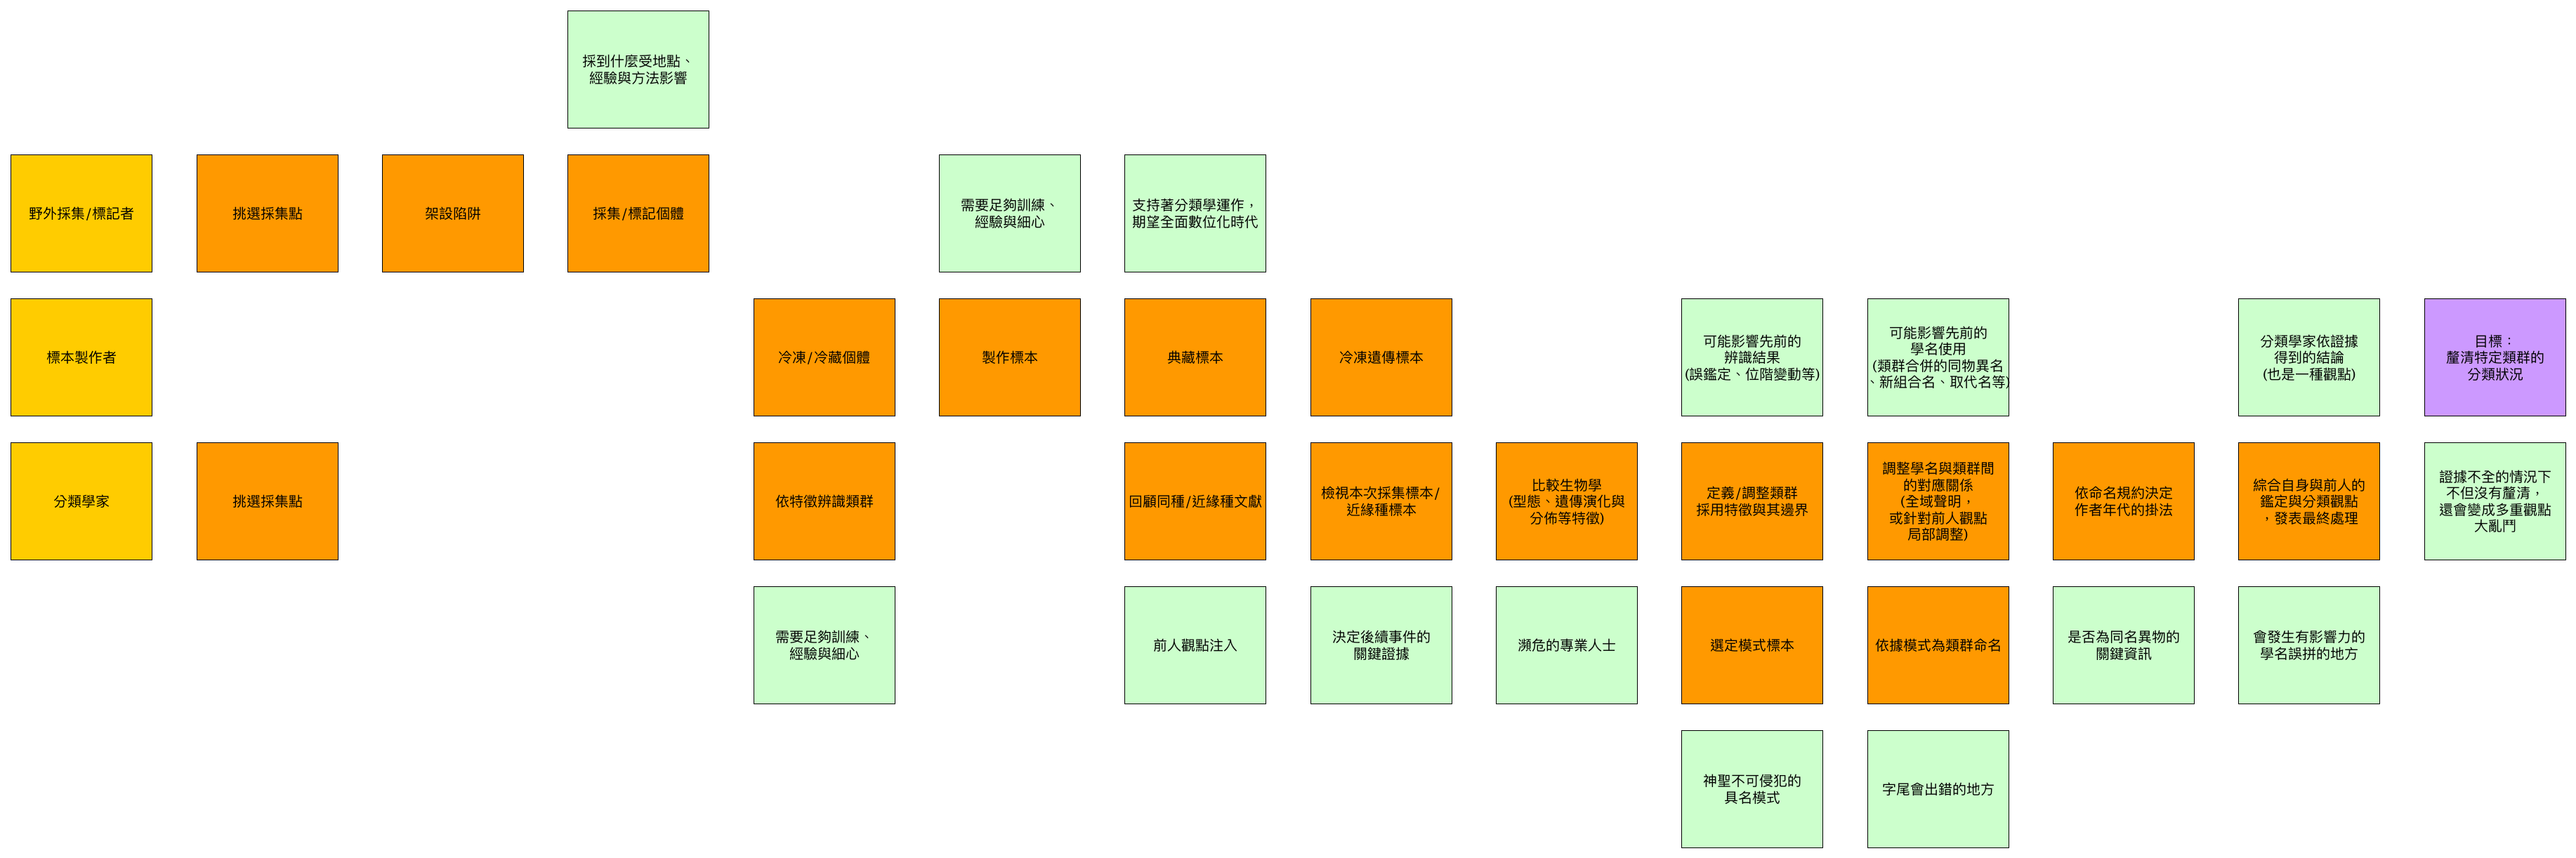 採到什麼受地點、
經驗與方法影響
野外採集/標記者
挑選採集點
架設陷阱
採集/標記個體
需要足夠訓練、
經驗與細心
支持著分類學運作，
期望全面數位化時代
標本製作者
冷凍/冷藏個體
製作標本
典藏標本
冷凍遺傳標本
可能影響先前的
辨識結果
(誤鑑定、位階變動等)
可能影響先前的
學名使用
(類群合併的同物異名
、新組合名、取代名等)
分類學家依證據
得到的結論
(也是一種觀點)
目標：
釐清特定類群的
分類狀況
分類學家
挑選採集點
依特徵辨識類群
回顧同種/近緣種文獻
檢視本次採集標本/
近緣種標本
比較生物學
(型態、遺傳演化與
分佈等特徵)
定義/調整類群
採用特徵與其邊界
調整學名與類群間
的對應關係
(全域聲明，
或針對前人觀點
局部調整)
依命名規約決定
作者年代的掛法
綜合自身與前人的
鑑定與分類觀點
，發表最終處理
證據不全的情況下
不但沒有釐清，
還會變成多重觀點
大亂鬥
需要足夠訓練、
經驗與細心
前人觀點注入
決定後續事件的
關鍵證據
瀕危的專業人士
選定模式標本
依據模式為類群命名
是否為同名異物的
關鍵資訊
會發生有影響力的
學名誤拼的地方
神聖不可侵犯的
具名模式
字尾會出錯的地方